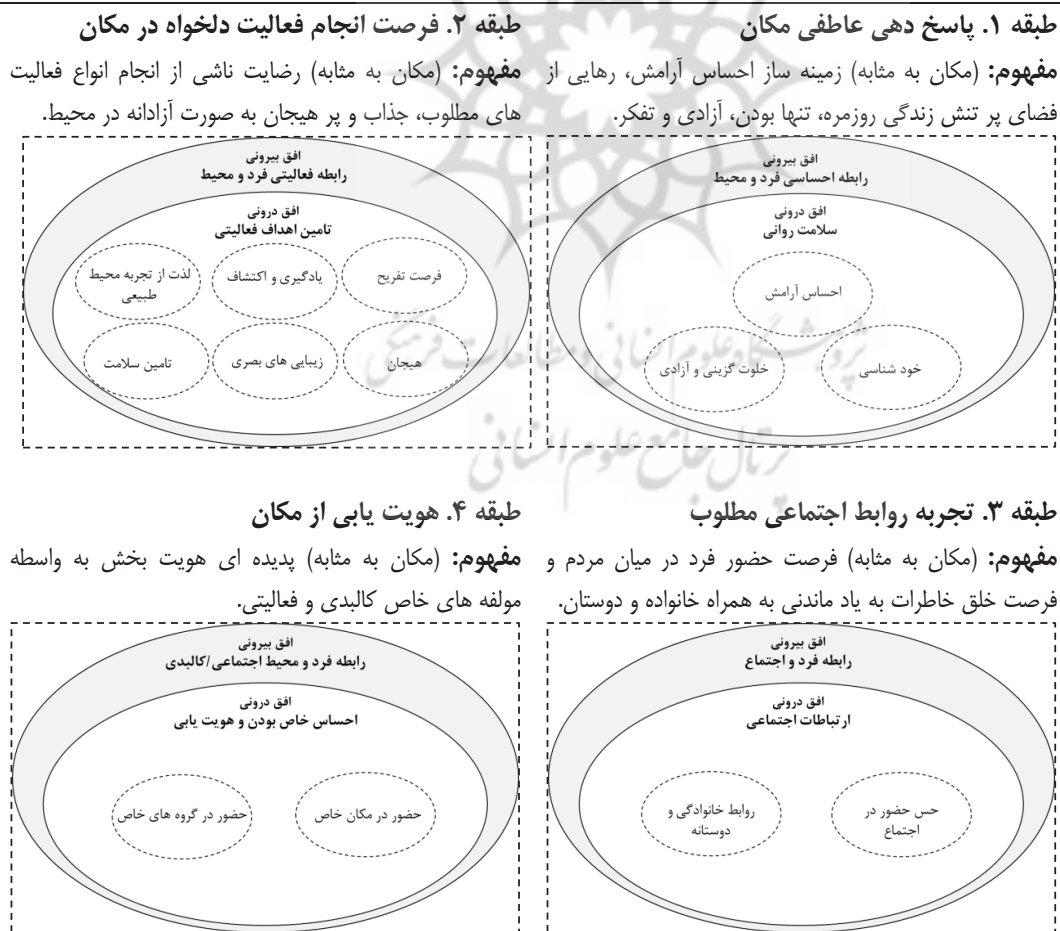 طبقه ۱. پاسخ دهی عاطفی مکان
مفهوم: (مکان به مثابه) زمینه ساز احساس آرامش، رهایی از
فضای پر تنش زندگی روزمره، تنها بودن، آزادی و تفکر.
افق بیرونی
رابطه احساسی فرد و محیط
افق درونی
سلامت روانی
احساس آرامش
خود شناسی
خلوت گزینی و آزادی
طبقه ۲. فرصت انجام فعالیت دلخواه در مکان
مفهوم: (مکان به مثابه) رضایت ناشی از انجام انواع فعالیت
های مطلوب، جذاب و پر هیجان به صورت آزادانه در محیط.
افق بیرونی
رابطه فعالیتی فرد و محیط
افق درونی
تامین اهداف فعالیتی
فرصت تفریح
یادگیری و اکتشاف
لذت از تجربه محیط
طبیعی
هیجان
زیبایی های بصری
تامین سلامت
پژوهشگاه علوم انسانی و مطالعات فرهنگی
پرتال جامع علوم انسانی
طبقه ۳. تجربه روابط اجتماعی مطلوب
مفهوم: (مکان به مثابه) فرصت حضور فرد در میان مردم و
فرصت خلق خاطرات به یاد ماندنی به همراه خانواده و دوستان.
افق بیرونی
رابطه فرد و اجتماع
افق درونی
ارتباطات اجتماعی
حس حضور در
اجتماع
روابط خانوادگی و
دوستانه
طبقه ۴. هویت یابی از مکان
مفهوم: (مکان به مثابه) پدیده ای هویت بخش به واسطه
مولفه های خاص کالبدی و فعالیتی.
افق بیرونی
رابطه فرد و محیط اجتماعی/کالبدی
افق درونی
احساس خاص بودن و هویت یابی
حضور در مکان خاص
حضور در گروه های خاص